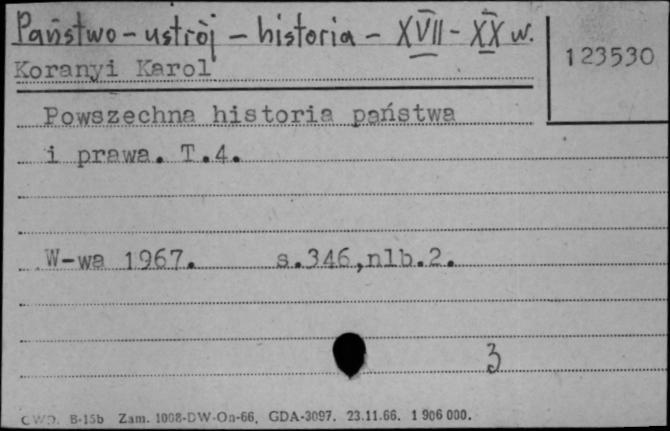 Państwo - ustrój - historia - XVII - XX w.
123530
Koranyi Karol
Powszechna historia państwa
i prawa. T.4.
W-wa 1967. s.346,nlb.2.
3
CWD. B-15b Zam. 1008-DW-On-66. GDA-3097. 23.11.66. 1 906 000.